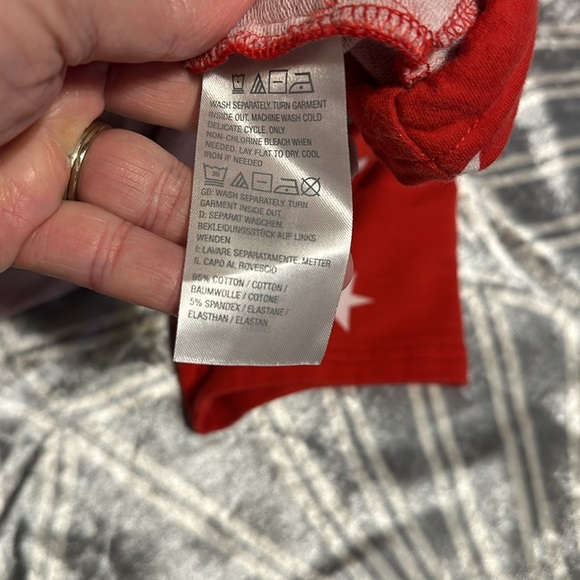 WASH SEPARATELY. TURN GARMENT
INSIDE OUT. MACHINE WASH COLD
DELICATE CYCLE. ONLY
NON-CHLORINE BLEACH WHEN
NEEDED. LAY FLAT TO DRY. COOL
IRON IF NEEDED
30
GB: WASH SEPARATELY. TURN
GARMENT INSIDE OUT
D: SEPARAT WASCHEN.
BEKLEIDUNGSSTÜCK AUF LINKS
WENDEN
I: LAVARE SEPARATAMENTE. METTER
IL CAPO AL ROVESCIO
95% COTTON / COTTON /
BAUMWOLLE / COTONE
5% SPANDEX / ELASTANE /
ELASTHAN / ELASTAN